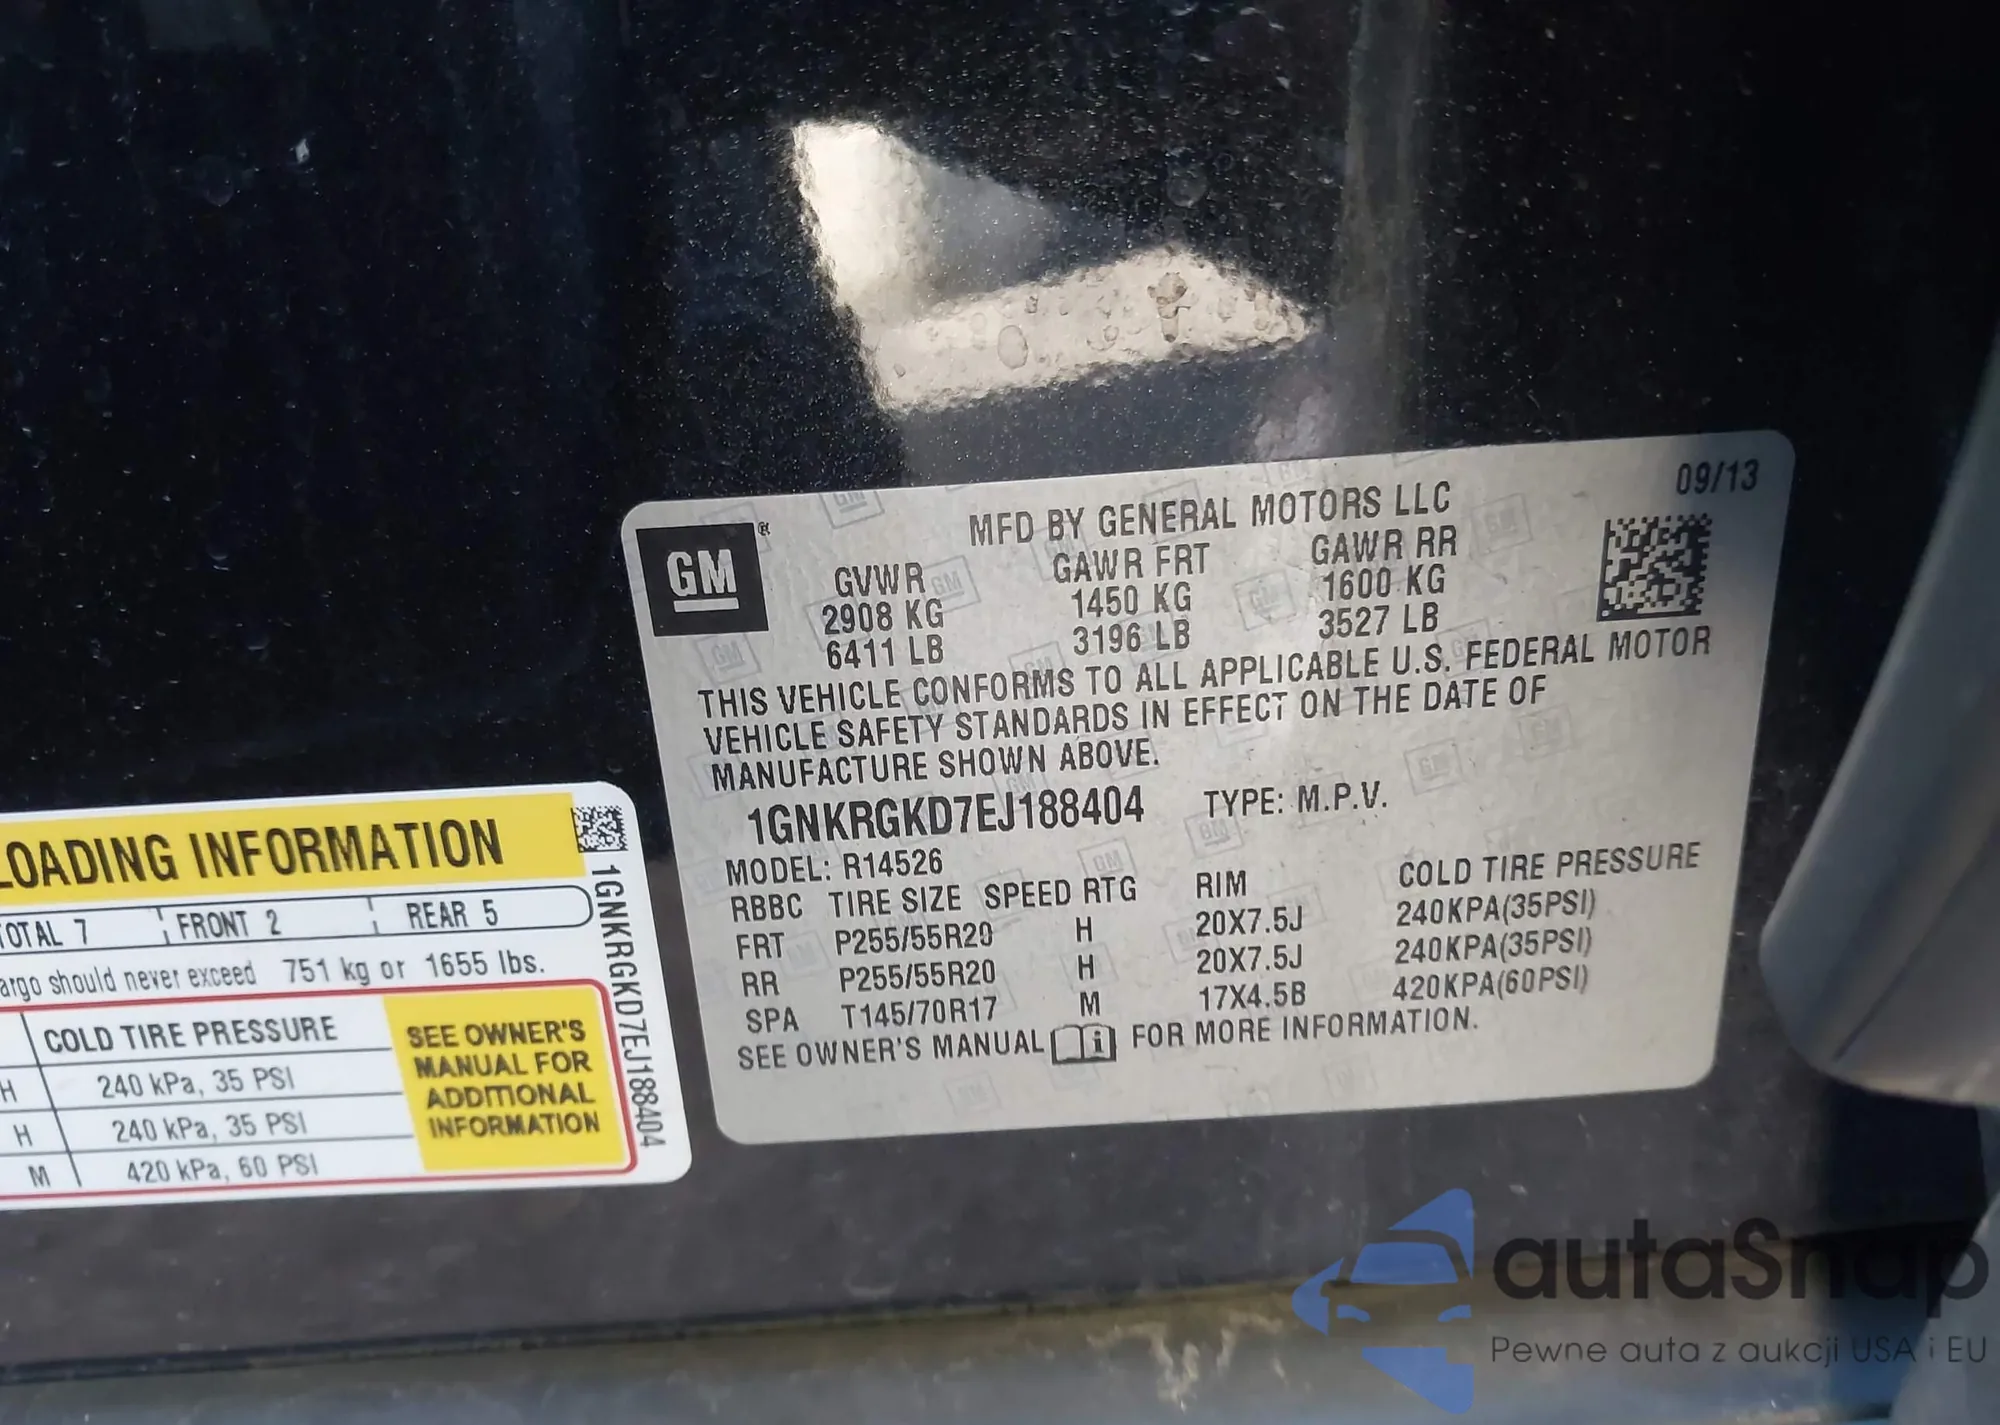 09/13
GM
®
MFD BY GENERAL MOTORS LLC
GVWR GAWR FRT GAWR RR
2908 KG 1450 KG 1600 KG
6411 LB 3196 LB 3527 LB
THIS VEHICLE CONFORMS TO ALL APPLICABLE U.S. FEDERAL MOTOR
VEHICLE SAFETY STANDARDS IN EFFECT ON THE DATE OF
MANUFACTURE SHOWN ABOVE.
1GNKRGKD7EJ188404 TYPE: M.P.V.
MODEL: R14526
RBBC TIRE SIZE SPEED RTG RIM COLD TIRE PRESSURE
FRT P255/55R20 H 20X7.5J 240KPA(35PSI)
RR P255/55R20 H 20X7.5J 240KPA(35PSI)
SPA T145/70R17 M 17X4.5B 420KPA(60PSI)
SEE OWNER'S MANUAL i FOR MORE INFORMATION.
LOADING INFORMATION
TOTAL 7 FRONT 2 REAR 5
argo should never exceed 751 kg or 1655 lbs.
COLD TIRE PRESSURE
H 240 kPa, 35 PSI
H 240 kPa, 35 PSI
M 420 kPa, 60 PSI
SEE OWNER'S
MANUAL FOR
ADDITIONAL
INFORMATION
1GNKRGKD7EJ188404
autaSnap
Pewne auta z aukcji USA i EU